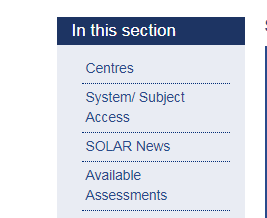 In this section
Centres
System/ Subject
Access
SOLAR News
Available
Assessments